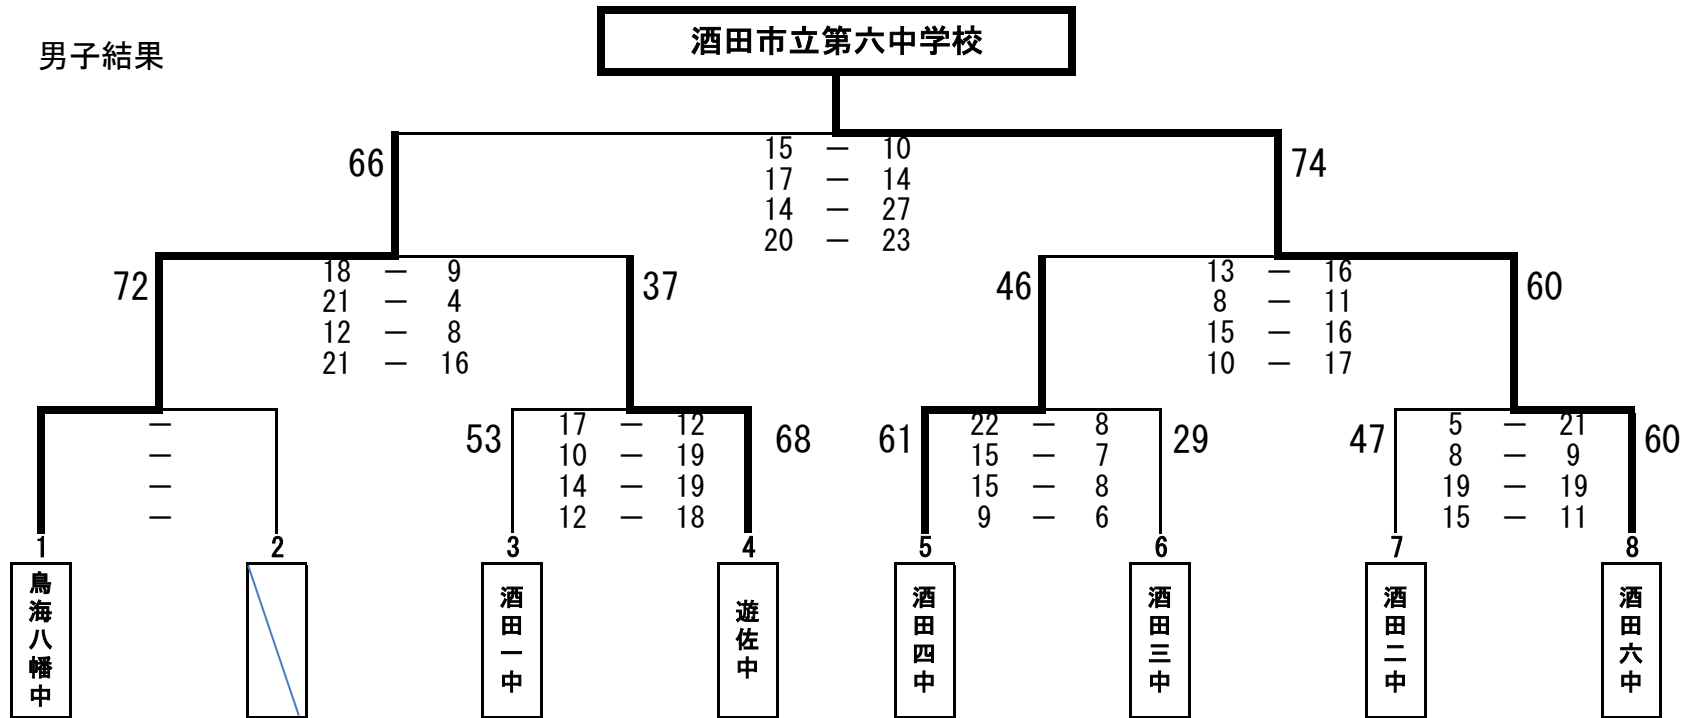 酒田市立第六中学校
男子結果
66
15 － 10
17 － 14
14 － 27
20 － 23
74
72
18 － 9
21 － 4
12 － 8
21 － 16
37
46
13 － 16
8 － 11
15 － 16
10 － 17
60
－
－
－
－
53
17 － 12
10 － 19
14 － 19
12 － 18
68
61
22 － 8
15 － 7
15 － 8
9 － 6
29
47
5 － 21
8 － 9
19 － 19
15 － 11
60
1 2 3 4 5 6 7 8
鳥海八幡中
酒田一中
遊佐中
酒田四中
酒田三中
酒田二中
酒田六中